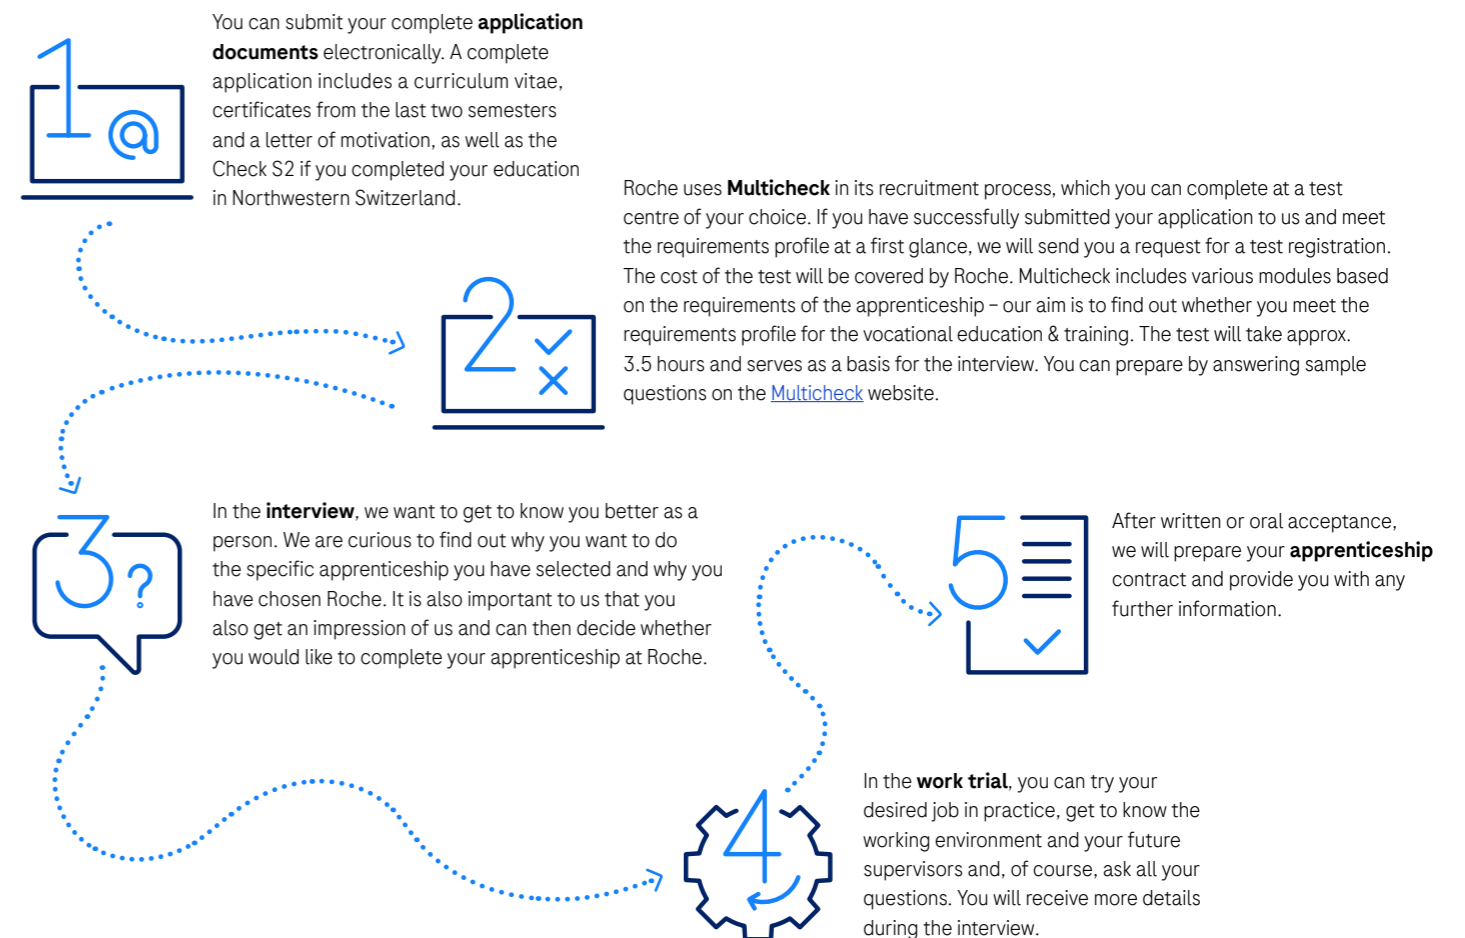 1
@
You can submit your complete application
documents electronically. A complete
application includes a curriculum vitae,
certificates from the last two semesters
and a letter of motivation, as well as the
Check S2 if you completed your education
in Northwestern Switzerland.
2
Roche uses Multicheck in its recruitment process, which you can complete at a test
centre of your choice. If you have successfully submitted your application to us and meet
the requirements profile at a first glance, we will send you a request for a test registration.
The cost of the test will be covered by Roche. Multicheck includes various modules based
on the requirements of the apprenticeship – our aim is to find out whether you meet the
requirements profile for the vocational education & training. The test will take approx.
3.5 hours and serves as a basis for the interview. You can prepare by answering sample
questions on the Multicheck website.
3
?
In the interview, we want to get to know you better as a
person. We are curious to find out why you want to do
the specific apprenticeship you have selected and why you
have chosen Roche. It is also important to us that you
also get an impression of us and can then decide whether
you would like to complete your apprenticeship at Roche.
4
In the work trial, you can try your
desired job in practice, get to know the
working environment and your future
supervisors and, of course, ask all your
questions. You will receive more details
during the interview.
5
After written or oral acceptance,
we will prepare your apprenticeship
contract and provide you with any
further information.